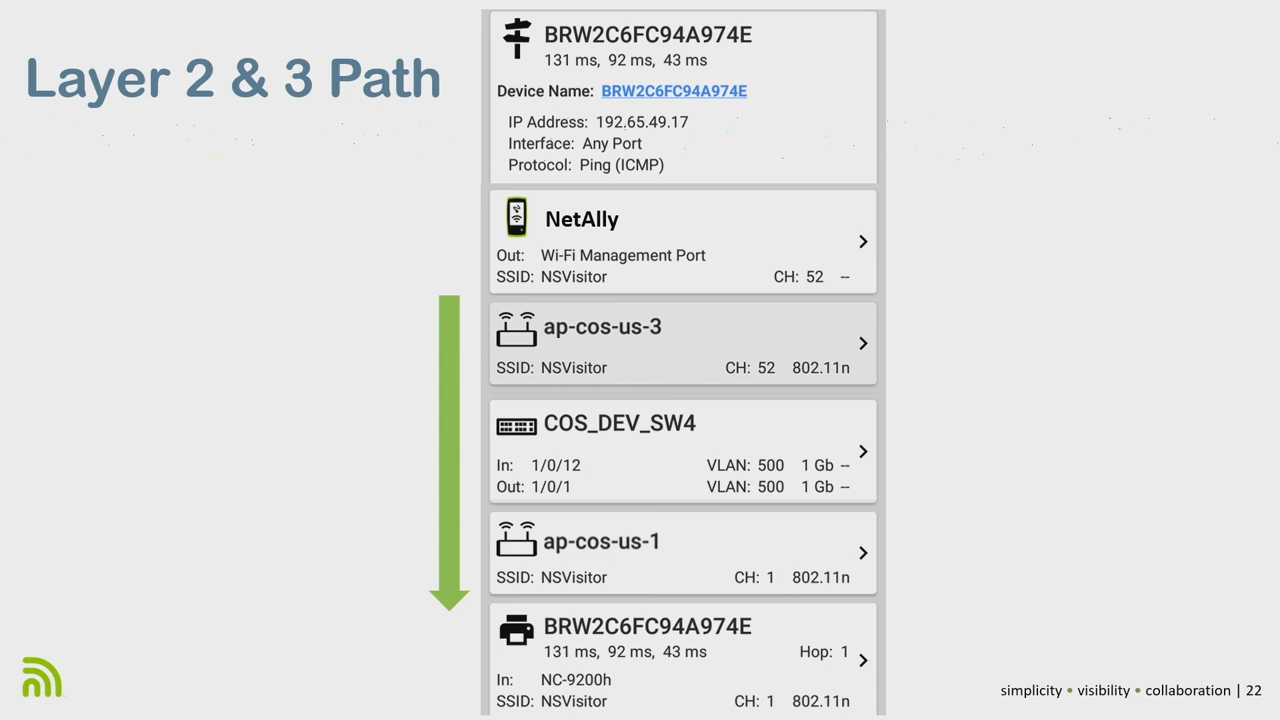 Layer 2 & 3 Path
BRW2C6FC94A974E
131 ms, 92 ms, 43 ms
Device Name: BRW2C6FC94A974E
IP Address: 192.65.49.17
Interface: Any Port
Protocol: Ping (ICMP)
NetAlly
Out: Wi-Fi Management Port
SSID: NSVisitor CH: 52 --
ap-cos-us-3
SSID: NSVisitor CH: 52 802.11n
COS_DEV_SW4
In: 1/0/12 VLAN: 500 1 Gb --
Out: 1/0/1 VLAN: 500 1 Gb --
ap-cos-us-1
SSID: NSVisitor CH: 1 802.11n
BRW2C6FC94A974E
131 ms, 92 ms, 43 ms Hop: 1
In: NC-9200h
SSID: NSVisitor CH: 1 802.11n
simplicity • visibility • collaboration | 22